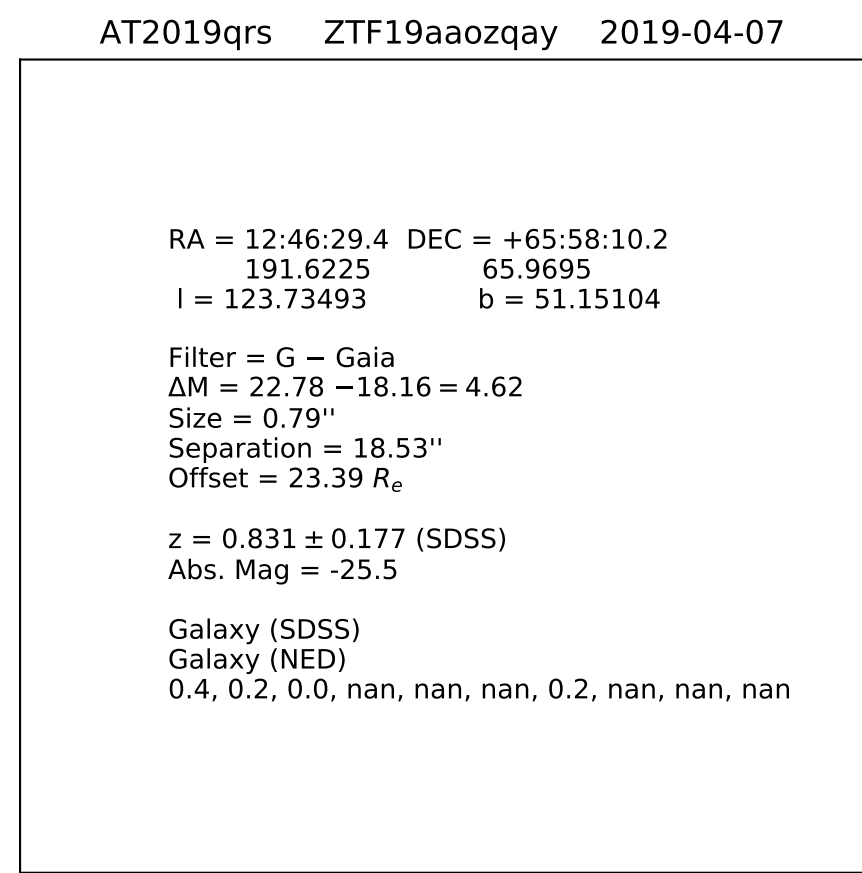 AT2019qrs ZTF19aaozqay 2019-04-07
RA = 12:46:29.4 DEC = +65:58:10.2
191.6225 65.9695
l = 123.73493 b = 51.15104
Filter = G − Gaia
ΔM = 22.78 −18.16 = 4.62
Size = 0.79''
Separation = 18.53''
Offset = 23.39 Rₑ
z = 0.831 ± 0.177 (SDSS)
Abs. Mag = -25.5
Galaxy (SDSS)
Galaxy (NED)
0.4, 0.2, 0.0, nan, nan, nan, 0.2, nan, nan, nan